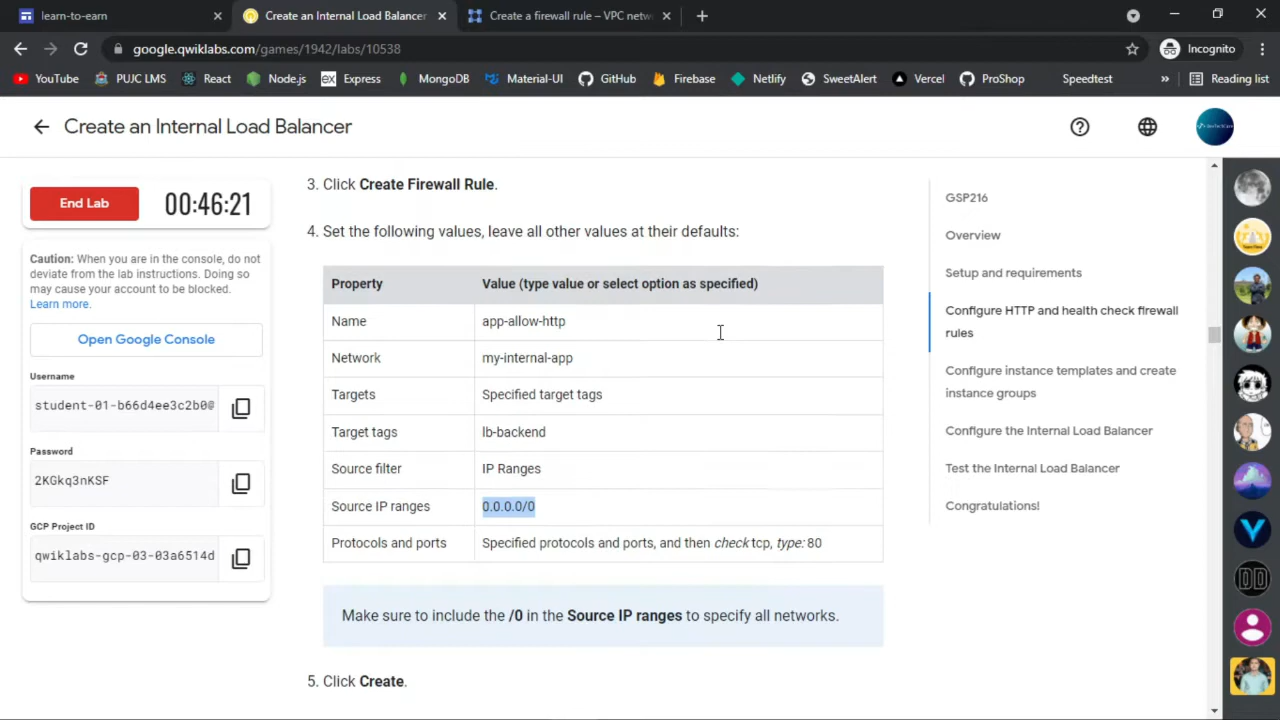 learn-to-earn
Create an Internal Load Balancer
Create a firewall rule – VPC netw
google.qwiklabs.com/games/1942/labs/10538
Incognito
YouTube
PUJC LMS
React
Node.js
ex Express
MongoDB
Material-UI
GitHub
Firebase
Netlify
SweetAlert
Vercel
ProShop
Speedtest
»
Reading list
Create an Internal Load Balancer
End Lab
00:46:21
Caution: When you are in the console, do not
deviate from the lab instructions. Doing so
may cause your account to be blocked.
Learn more.
Open Google Console
Username
student-01-b66d4ee3c2b0@
Password
2KGkq3nKSF
GCP Project ID
qwiklabs-gcp-03-03a6514d
3. Click Create Firewall Rule.
4. Set the following values, leave all other values at their defaults:
Property Value (type value or select option as specified)
Name app-allow-http
Network my-internal-app
Targets Specified target tags
Target tags lb-backend
Source filter IP Ranges
Source IP ranges 0.0.0.0/0
Protocols and ports Specified protocols and ports, and then check tcp, type: 80
Make sure to include the /0 in the Source IP ranges to specify all networks.
5. Click Create.
GSP216
Overview
Setup and requirements
Configure HTTP and health check firewall
rules
Configure instance templates and create
instance groups
Configure the Internal Load Balancer
Test the Internal Load Balancer
Congratulations!